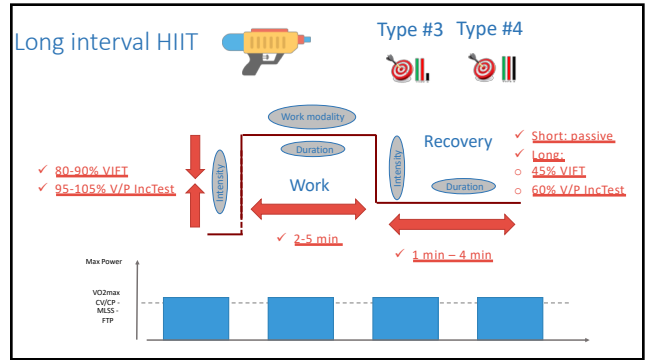 Long interval HIIT
Type #3
Type #4
Work modality
Duration
Intensity
Work
✓ 80-90% VIFT
✓ 95-105% V/P IncTest
✓ 2-5 min
Intensity
Recovery
Duration
✓ Short: passive
✓ Long:
o 45% VIFT
o 60% V/P IncTest
✓ 1 min – 4 min
Max Power
VO2max
CV/CP -
MLSS -
FTP